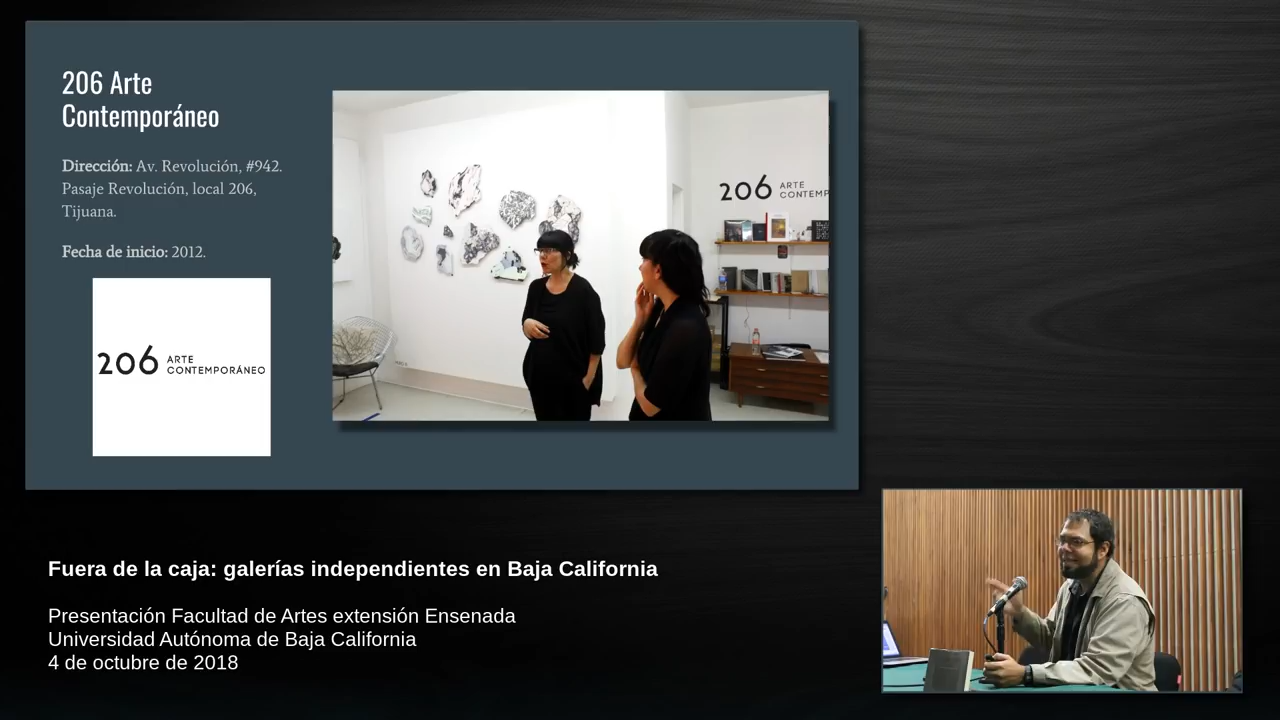 206 Arte
Contemporáneo
Dirección: Av. Revolución, #942.
Pasaje Revolución, local 206,
Tijuana.
Fecha de inicio: 2012.
206 ARTE
CONTEMPORÁNEO
206 ARTE
CONTEMP
Fuera de la caja: galerías independientes en Baja California
Presentación Facultad de Artes extensión Ensenada
Universidad Autónoma de Baja California
4 de octubre de 2018